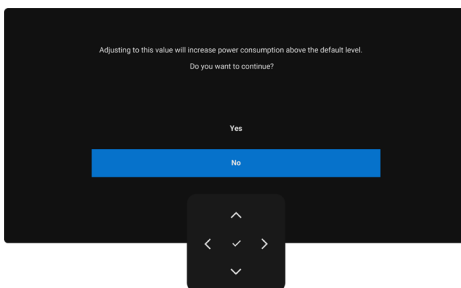 Adjusting to this value will increase power consumption above the default level.
Do you want to continue?
Yes
No